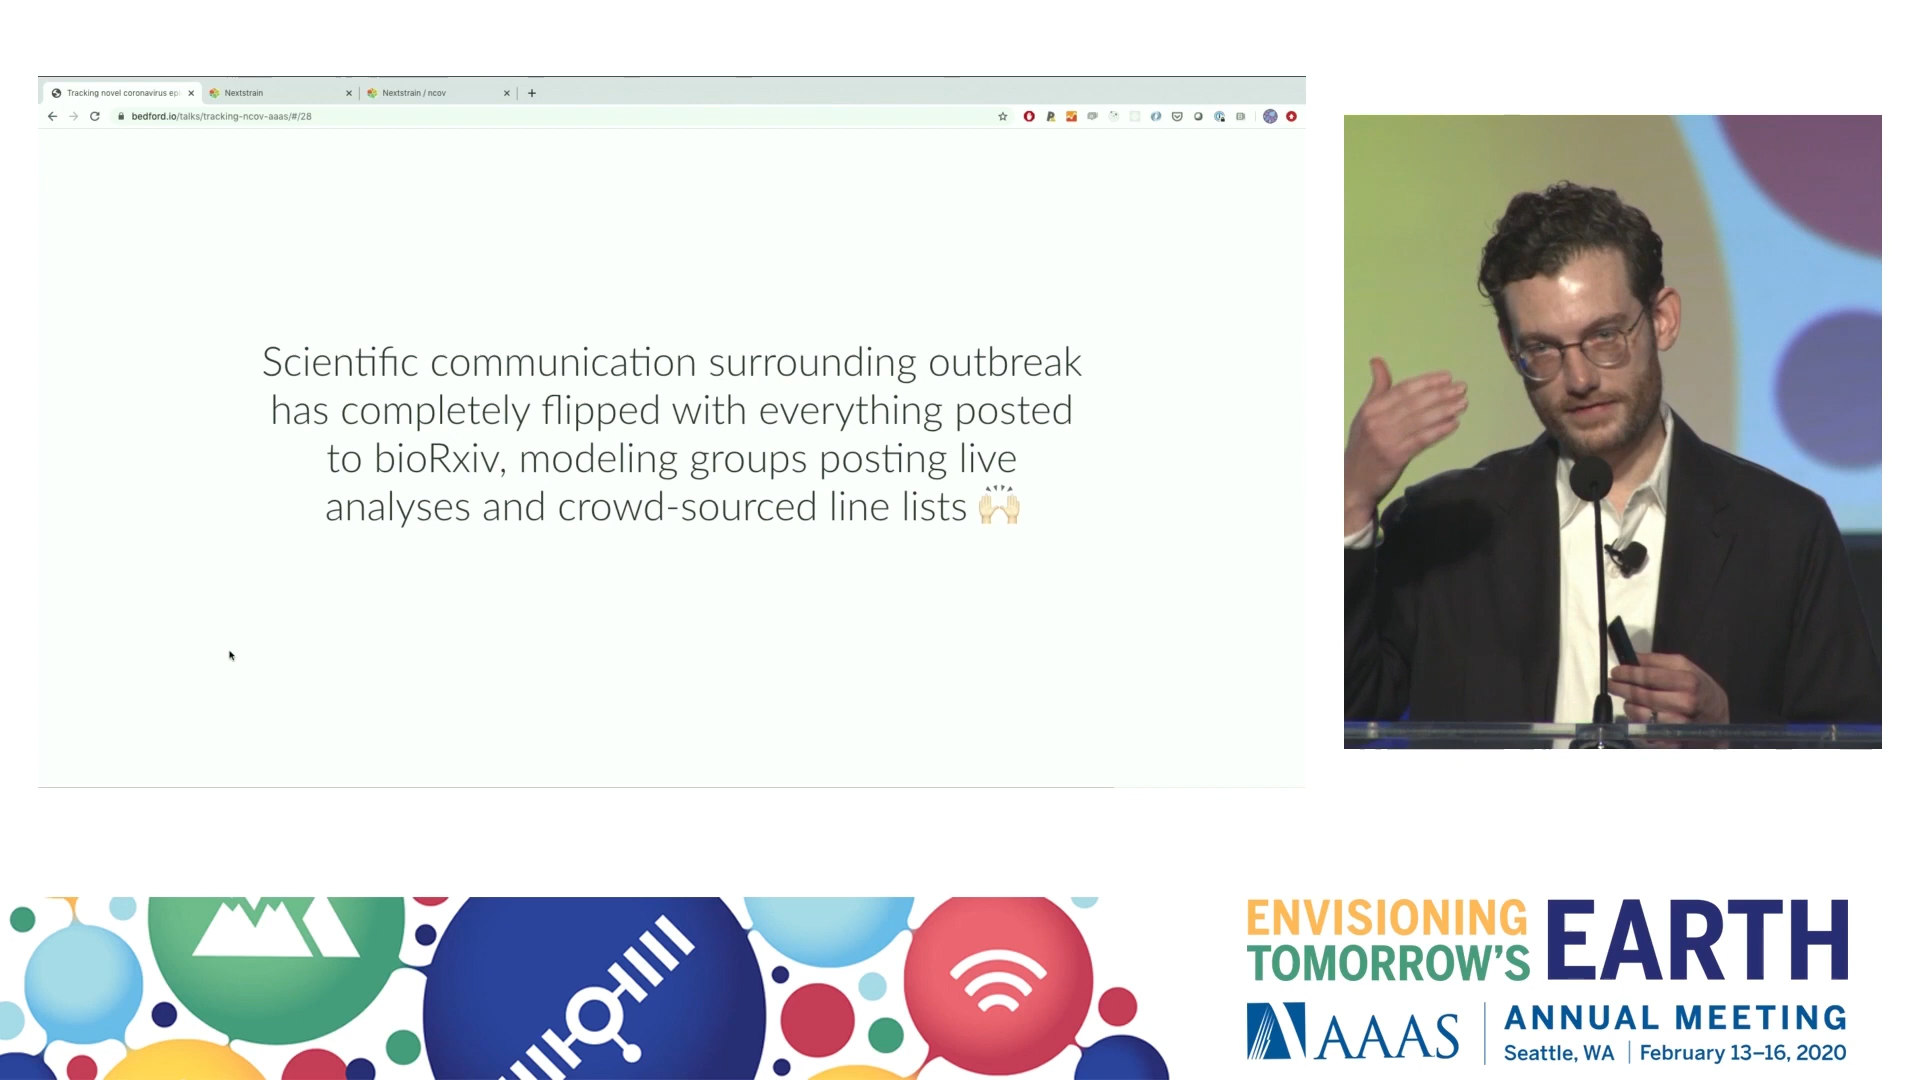 Tracking novel coronavirus ep
Nextstrain
Nextstrain / ncov
bedford.io/talks/tracking-ncov-aaas/#/28
Scientific communication surrounding outbreak
has completely flipped with everything posted
to bioRxiv, modeling groups posting live
analyses and crowd-sourced line lists 🙌🏻
ENVISIONING
TOMORROW'S
EARTH
AAAS
ANNUAL MEETING
Seattle, WA | February 13–16, 2020